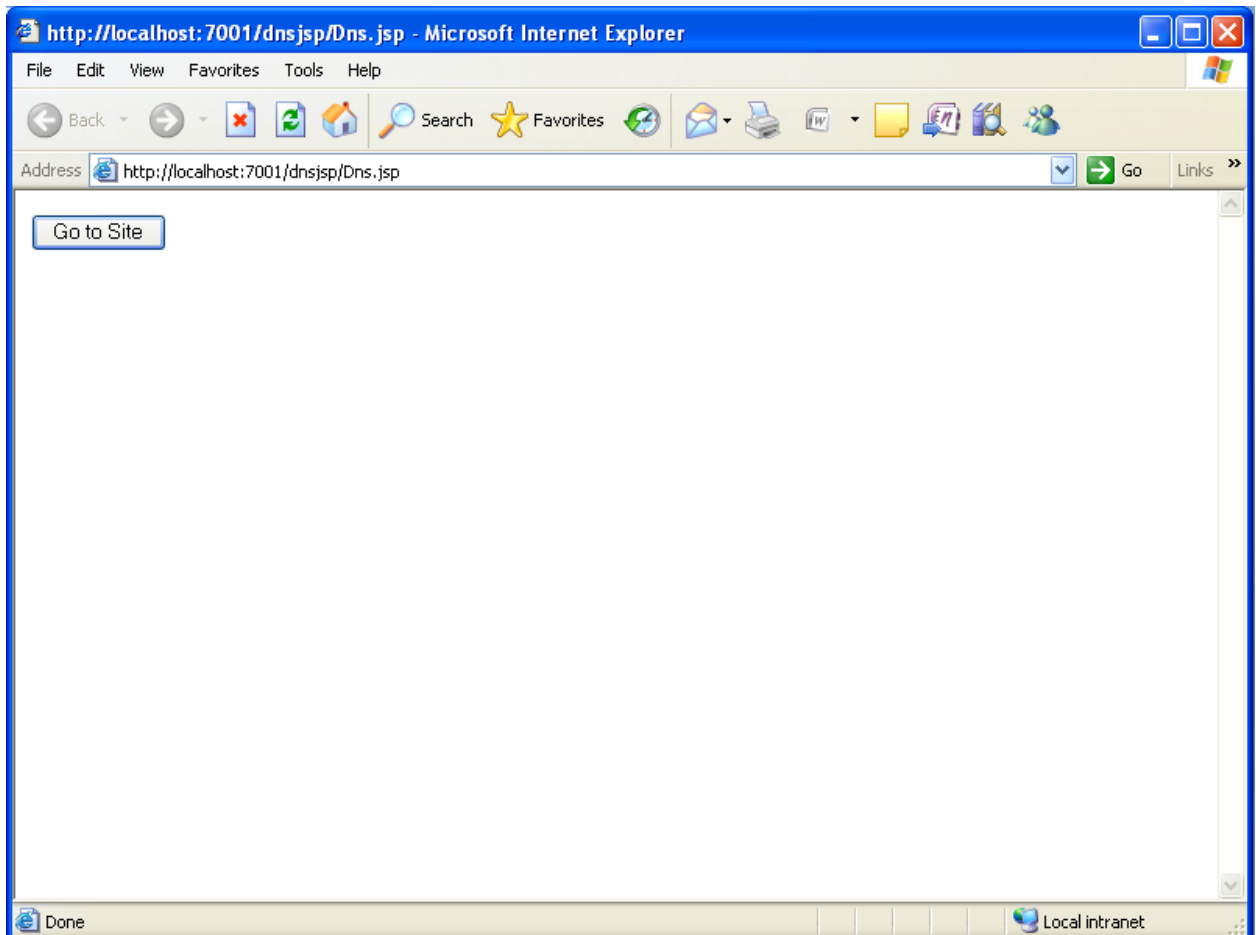 http://localhost:7001/dnsjsp/Dns.jsp - Microsoft Internet Explorer
File Edit View Favorites Tools Help
Back Search Favorites
Address http://localhost:7001/dnsjsp/Dns.jsp Go Links »
Go to Site
Done Local intranet